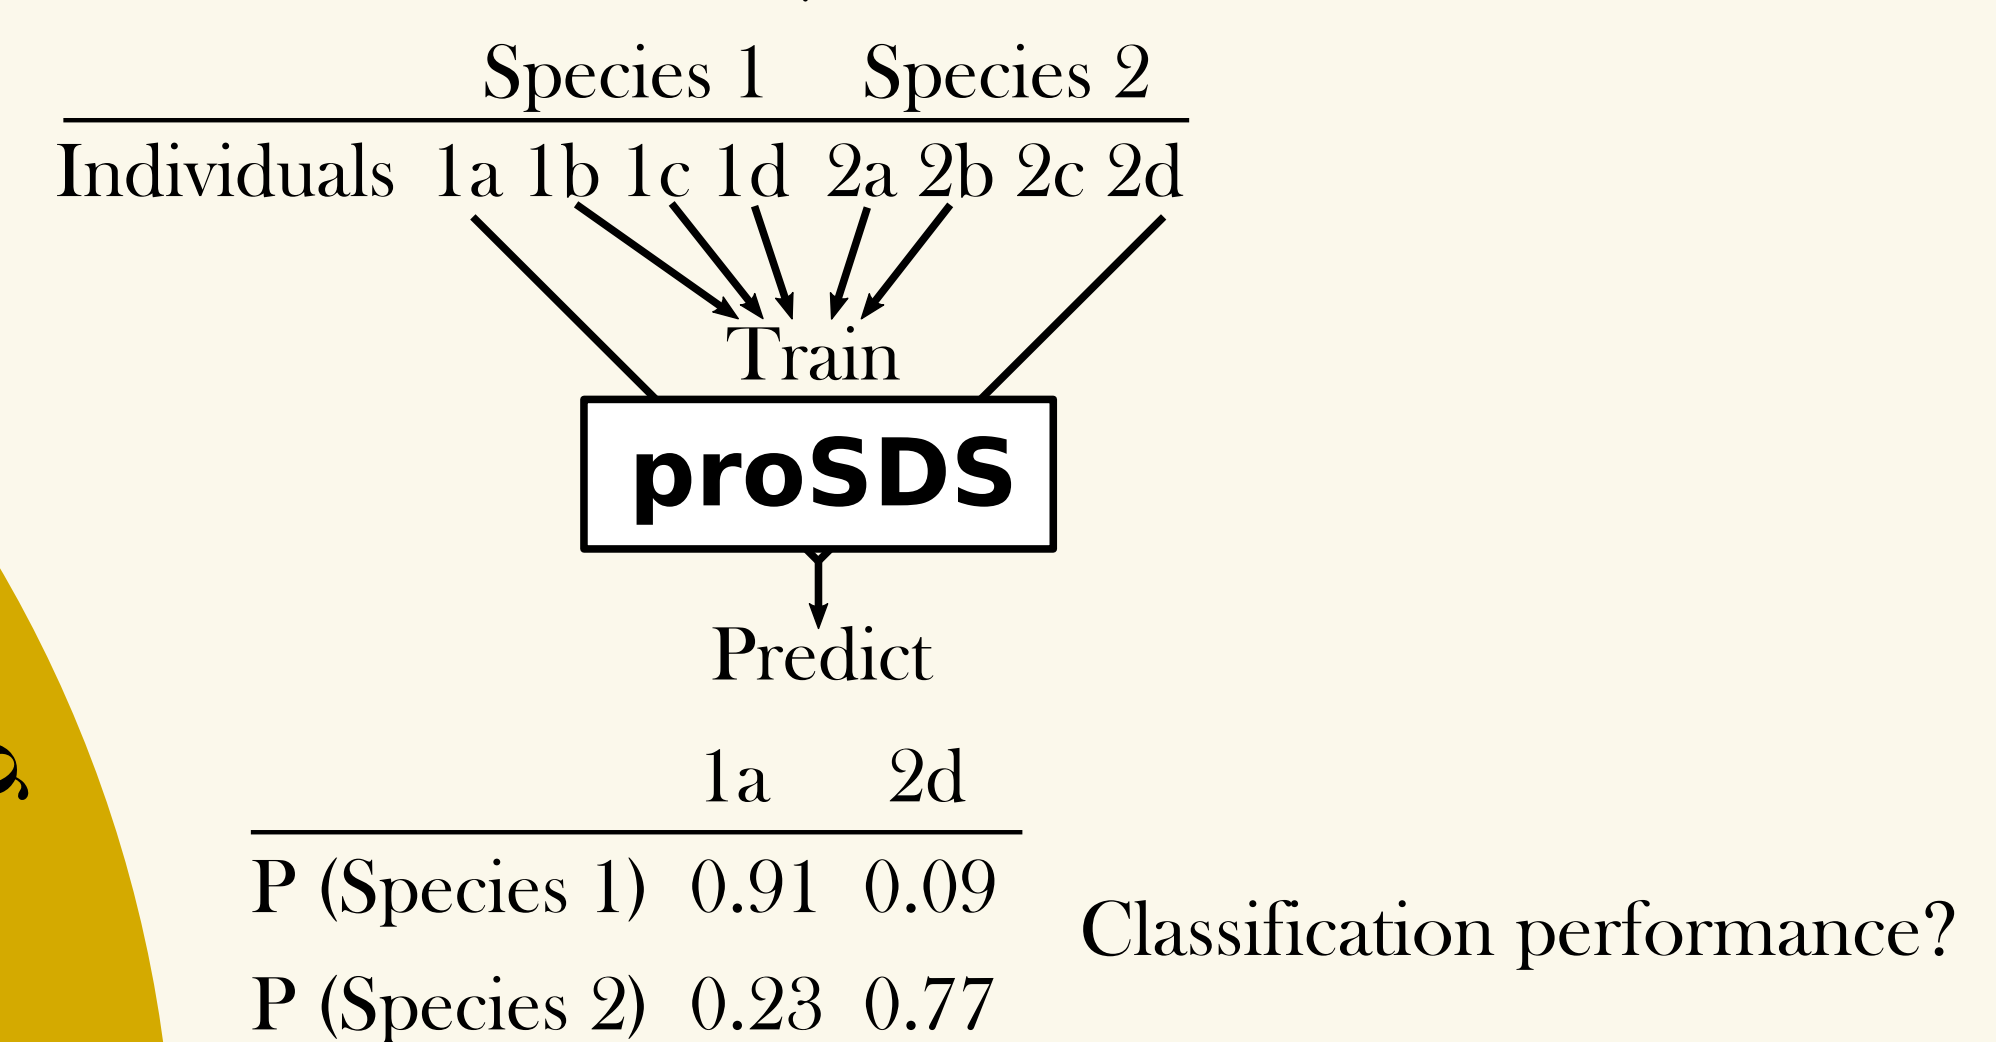 Species 1 Species 2
Individuals 1a 1b 1c 1d 2a 2b 2c 2d
Train
proSDS
Predict
1a 2d
P (Species 1) 0.91 0.09
Classification performance?
P (Species 2) 0.23 0.77